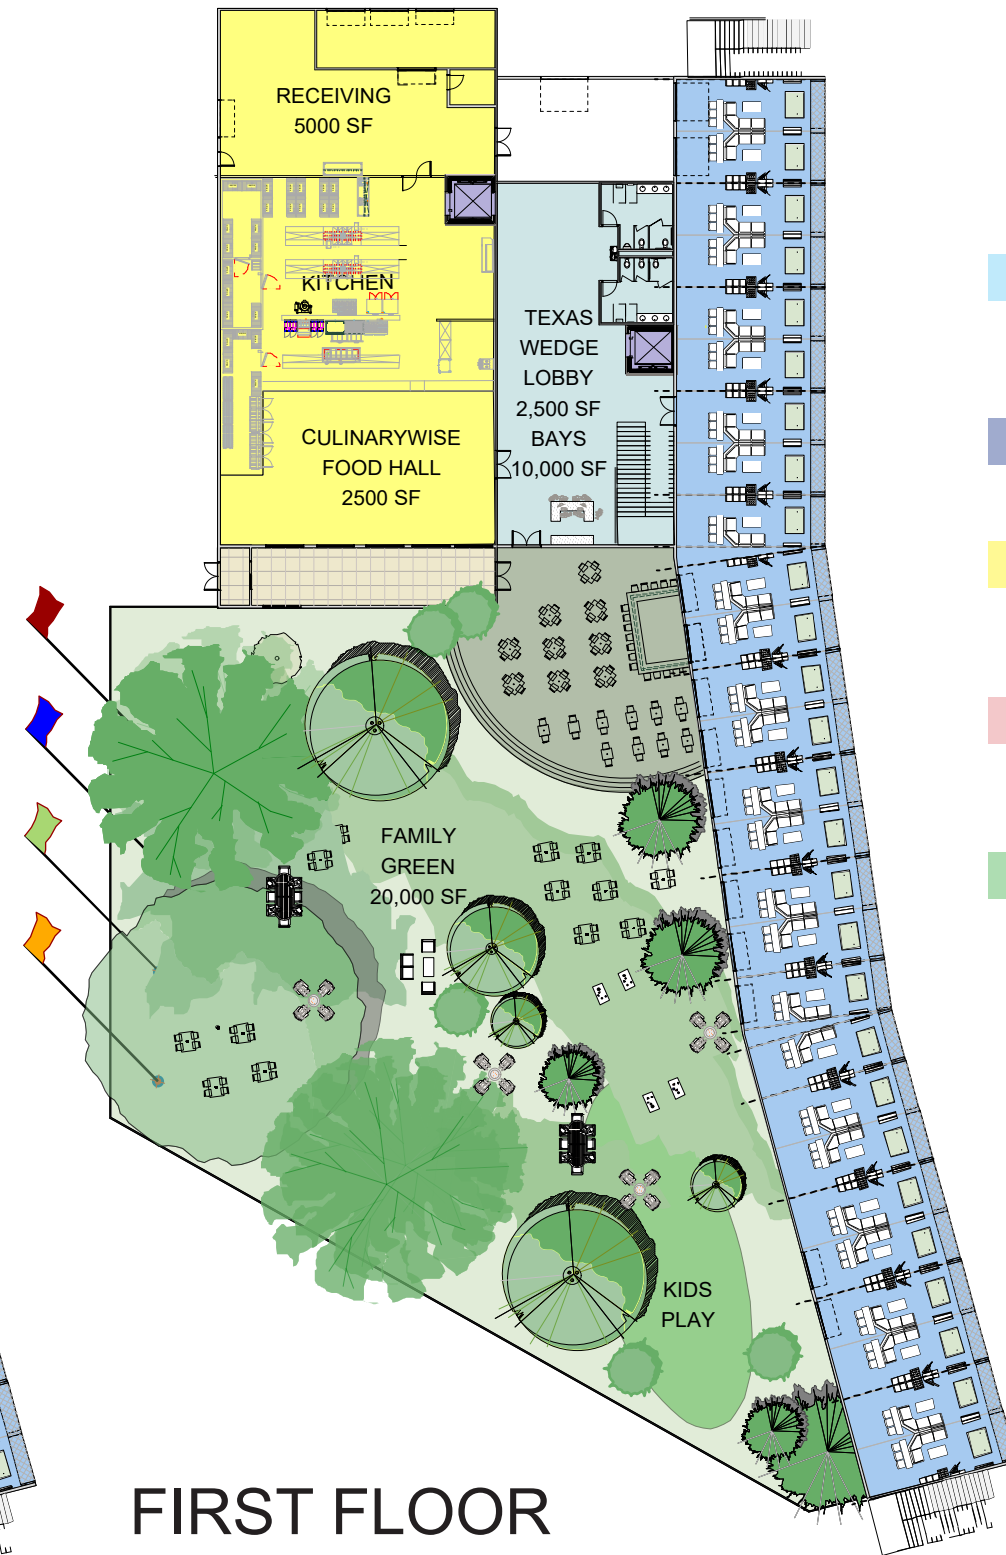 RECEIVING
5000 SF
KITCHEN
TEXAS
WEDGE
LOBBY
2,500 SF
BAYS
10,000 SF
CULINARYWISE
FOOD HALL
2500 SF
FAMILY
GREEN
20,000 SF
KIDS
PLAY
FIRST FLOOR